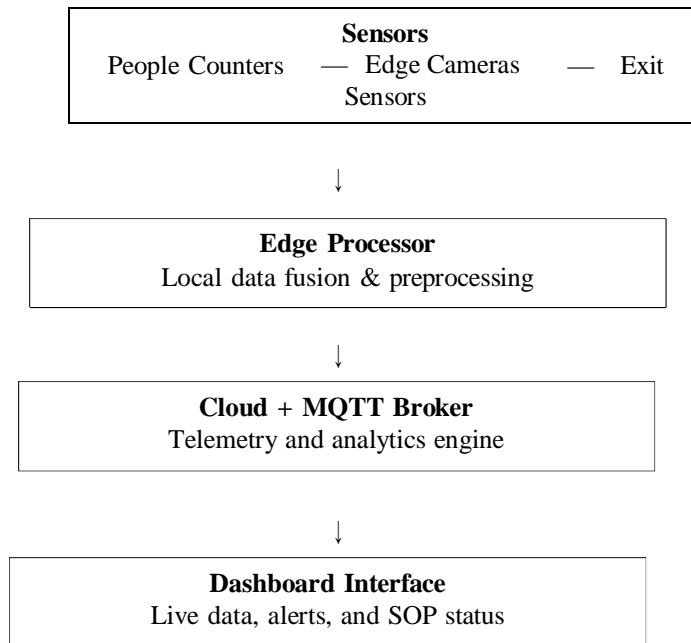 Sensors
People Counters — Edge Cameras — Exit
Sensors
↓
Edge Processor
Local data fusion & preprocessing
↓
Cloud + MQTT Broker
Telemetry and analytics engine
↓
Dashboard Interface
Live data, alerts, and SOP status